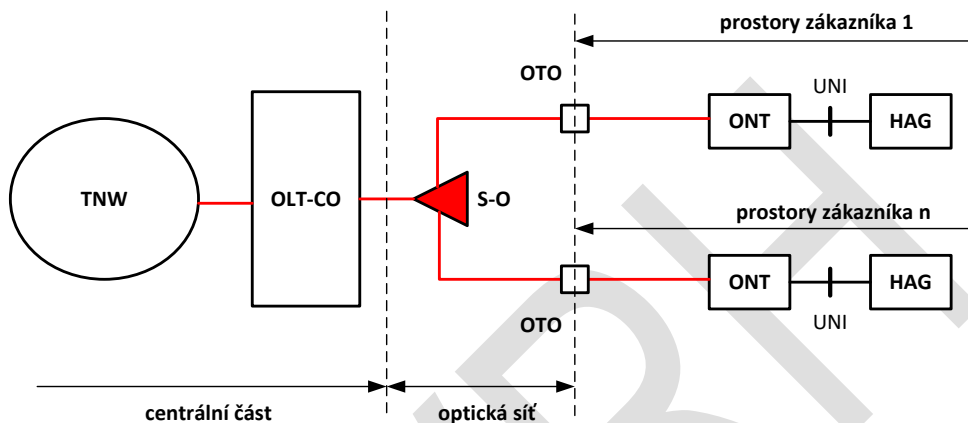 prostory zákazníka 1
OTO
UNI
ONT
HAG
TNW
OLT-CO
S-O
prostory zákazníka n
ONT
HAG
OTO
UNI
centrální část
optická síť